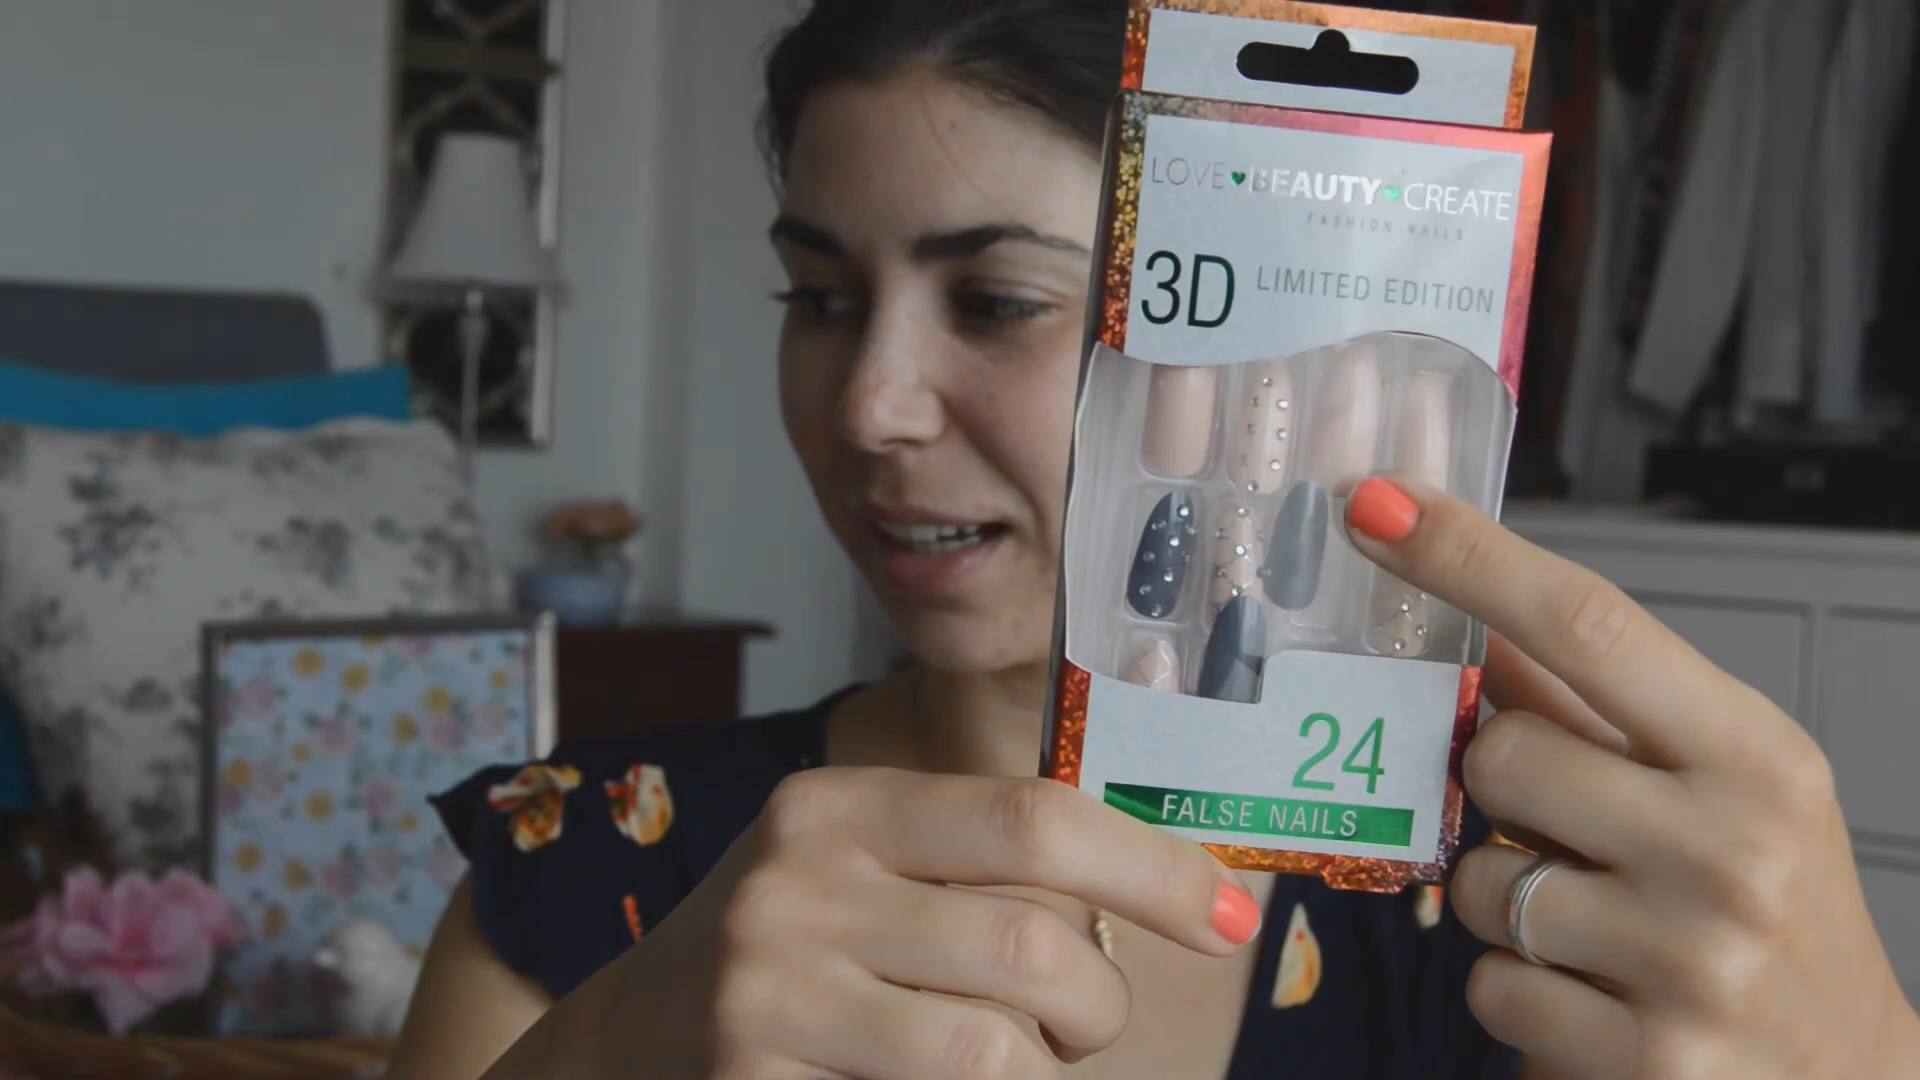 LOVE♥BEAUTY♥CREATE
FASHION NAILS
3D LIMITED EDITION
24
FALSE NAILS